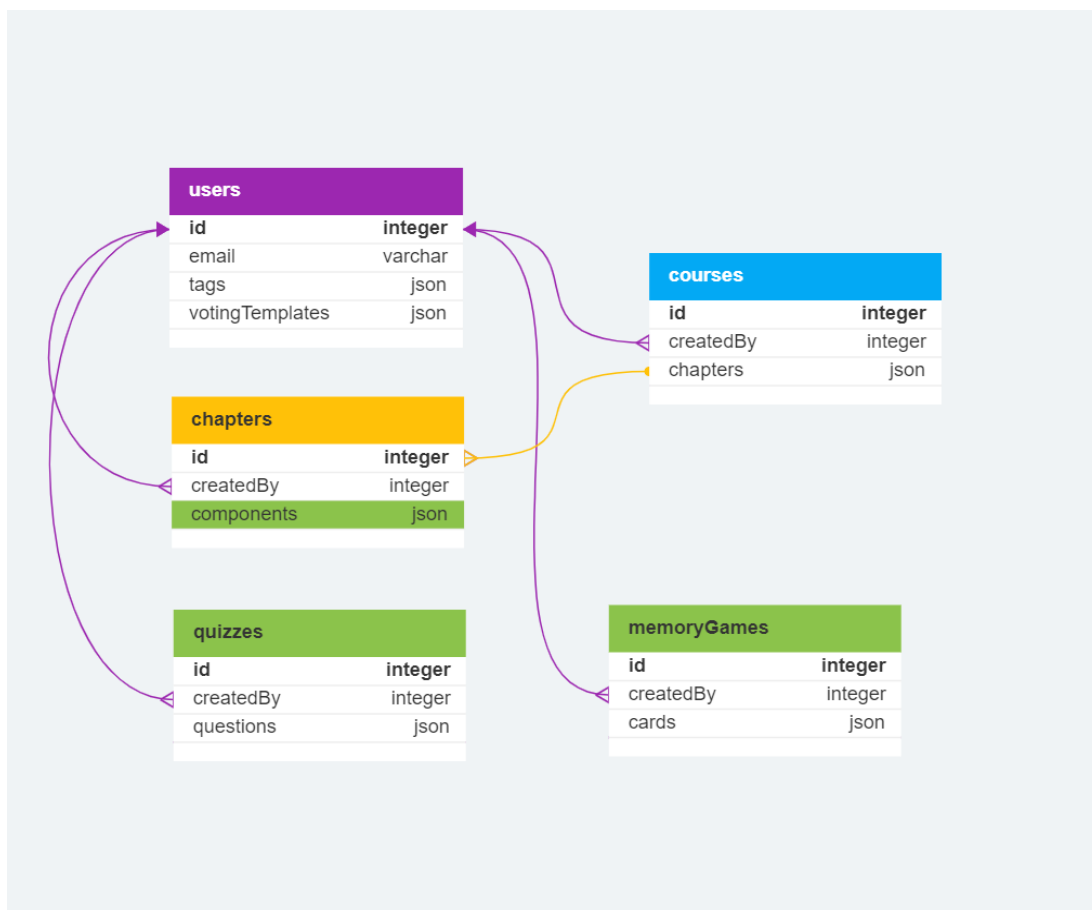 users
id integer
email varchar
tags json
votingTemplates json
courses
id integer
createdBy integer
chapters json
chapters
id integer
createdBy integer
components json
quizzes
id integer
createdBy integer
questions json
memoryGames
id integer
createdBy integer
cards json